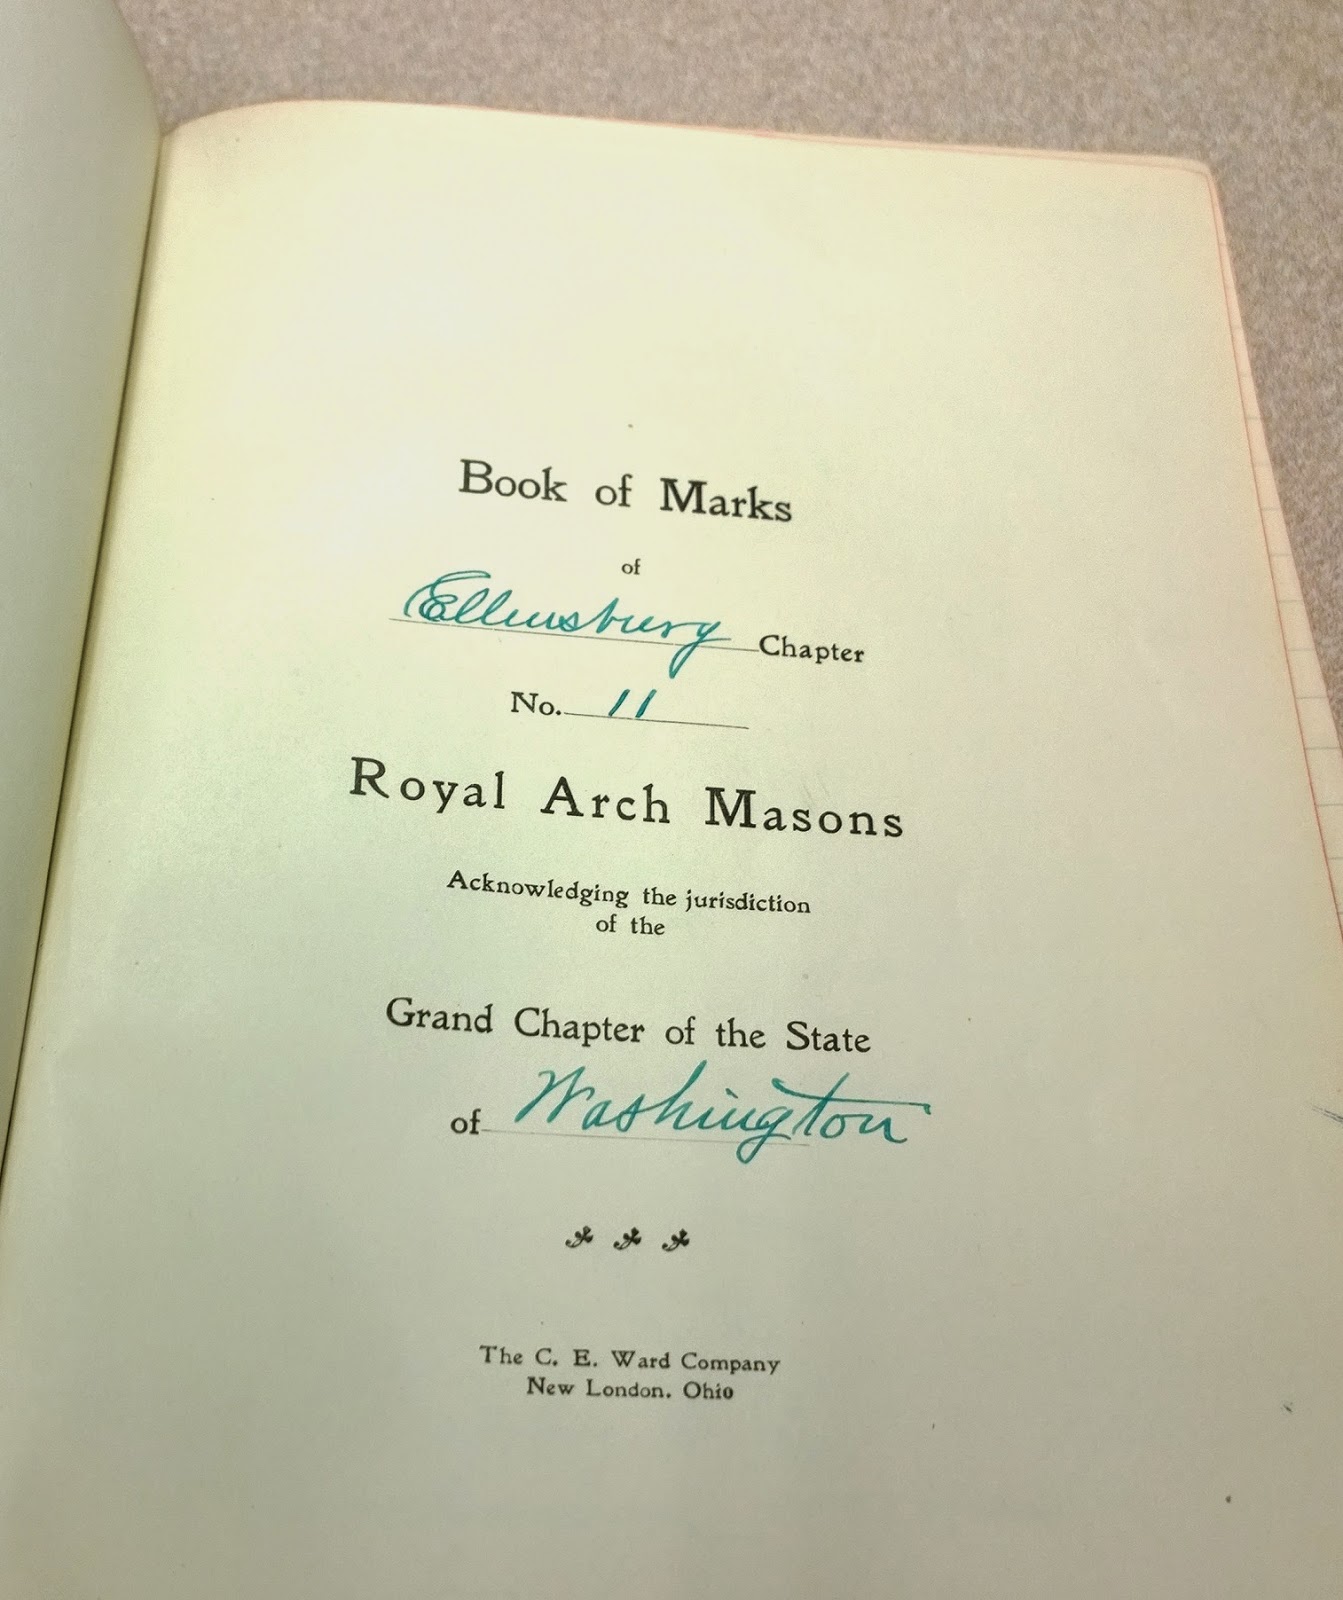 Book of Marks
of
Ellensburg Chapter
No. 11
Royal Arch Masons
Acknowledging the jurisdiction
of the
Grand Chapter of the State
of Washington
The C. E. Ward Company
New London, Ohio